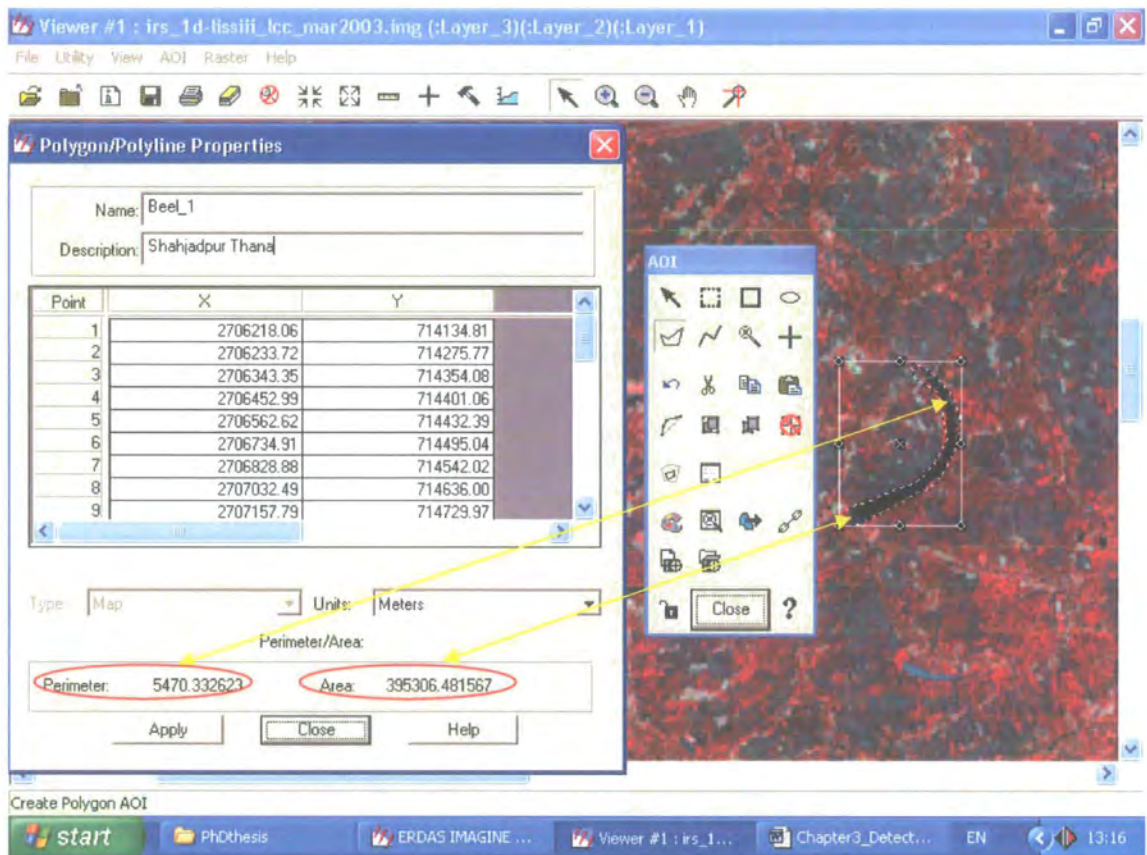 Viewer #1 : irs_1d-lissiii_lcc_mar2003.img (:Layer_3)(:Layer_2)(:Layer_1)
File Utility View AOI Raster Help
Polygon/Polyline Properties
Name: Beel_1
Description: Shahjadpur Thana
Point X Y
1 2706218.06 714134.81
2 2706233.72 714275.77
3 2706343.35 714354.08
4 2706452.99 714401.06
5 2706562.62 714432.39
6 2706734.91 714495.04
7 2706828.88 714542.02
8 2707032.49 714636.00
9 2707157.79 714729.97
Type: Map Units: Meters
Perimeter/Area:
Perimeter: 5470.332623 Area: 395306.481567
Apply Close Help
AOI
Close ?
Create Polygon AOI
start PhDthesis ERDAS IMAGINE ... Viewer #1 : irs_1... Chapter3_Detect... EN 13:16